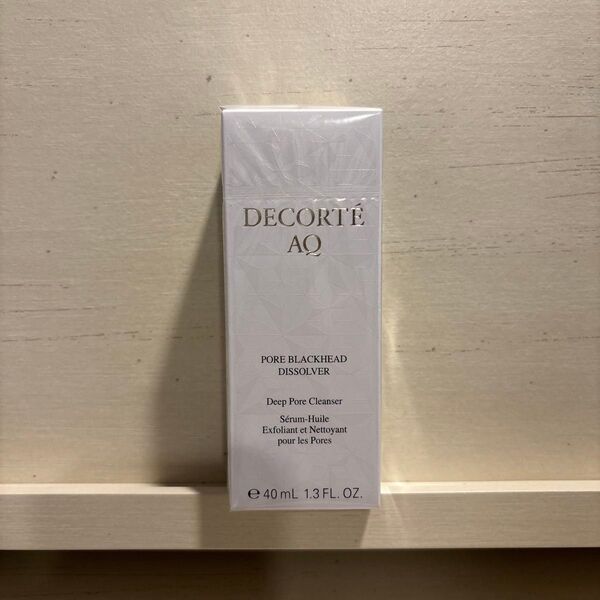 DECORTÉ
AQ
PORE BLACKHEAD
DISSOLVER
Deep Pore Cleanser
Sérum-Huile
Exfoliant et Nettoyant
pour les Pores
℮ 40 mL 1.3 FL. OZ.